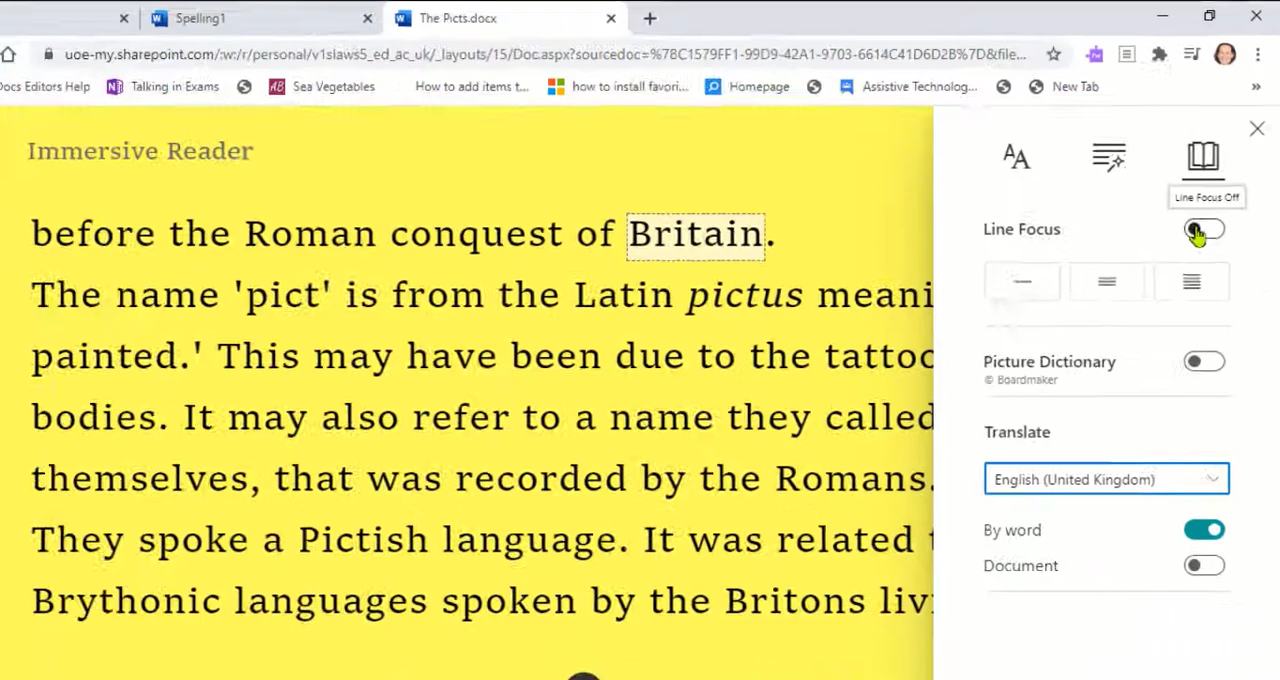 Spelling1
The Picts.docx
uoe-my.sharepoint.com/:w:/r/personal/v1slaws5_ed_ac_uk/_layouts/15/Doc.aspx?sourcedoc=%78C1579FF1-99D9-42A1-9703-6614C41D6D2B%7D&file...
Docs Editors Help
Talking in Exams
Sea Vegetables
How to add items t...
how to install favori...
Homepage
Assistive Technolog...
New Tab
Immersive Reader
before the Roman conquest of Britain.
The name 'pict' is from the Latin pictus meani
painted.' This may have been due to the tattoo
bodies. It may also refer to a name they called
themselves, that was recorded by the Romans.
They spoke a Pictish language. It was related t
Brythonic languages spoken by the Britons livi
AA
Line Focus Off
Line Focus
Picture Dictionary
© Boardmaker
Translate
English (United Kingdom)
By word
Document